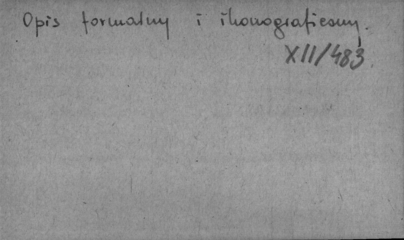 Opis formalny i ikonograficzny.
XII/483.